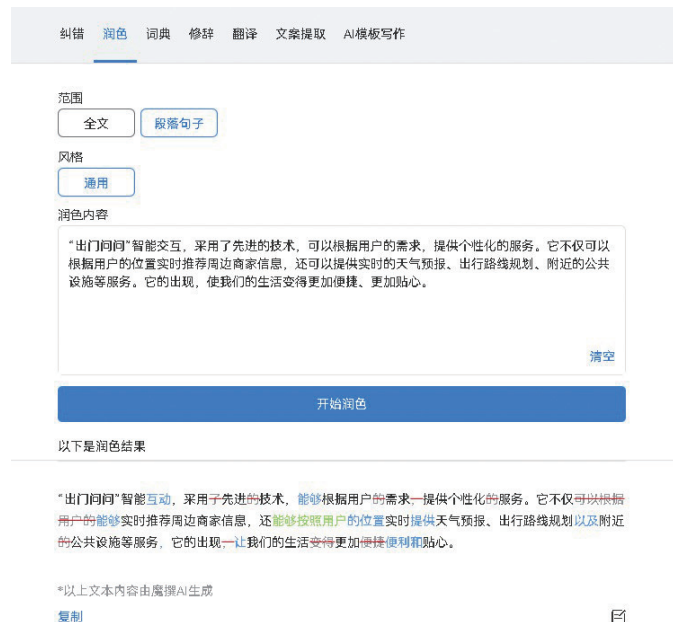 纠错 润色 词典 修辞 翻译 文案提取 AI模板写作
范围
全文 段落句子
风格
通用
润色内容
“出门问问”智能交互，采用了先进的技术，可以根据用户的需求，提供个性化的服务。它不仅可以
根据用户的位置实时推荐周边商家信息，还可以提供实时的天气预报、出行路线规划、附近的公共
设施等服务。它的出现，使我们的生活变得更加便捷、更加贴心。
清空
开始润色
以下是润色结果
“出门问问”智能互动，采用了先进的技术，能够根据用户的需求，提供个性化的服务。它不仅可以根据
用户的能够实时推荐周边商家信息，还能够按照用户的位置实时提供天气预报、出行路线规划以及附近
的公共设施等服务，它的出现，让我们的生活变得更加便捷便利和贴心。
*以上文本内容由魔撰AI生成
复制